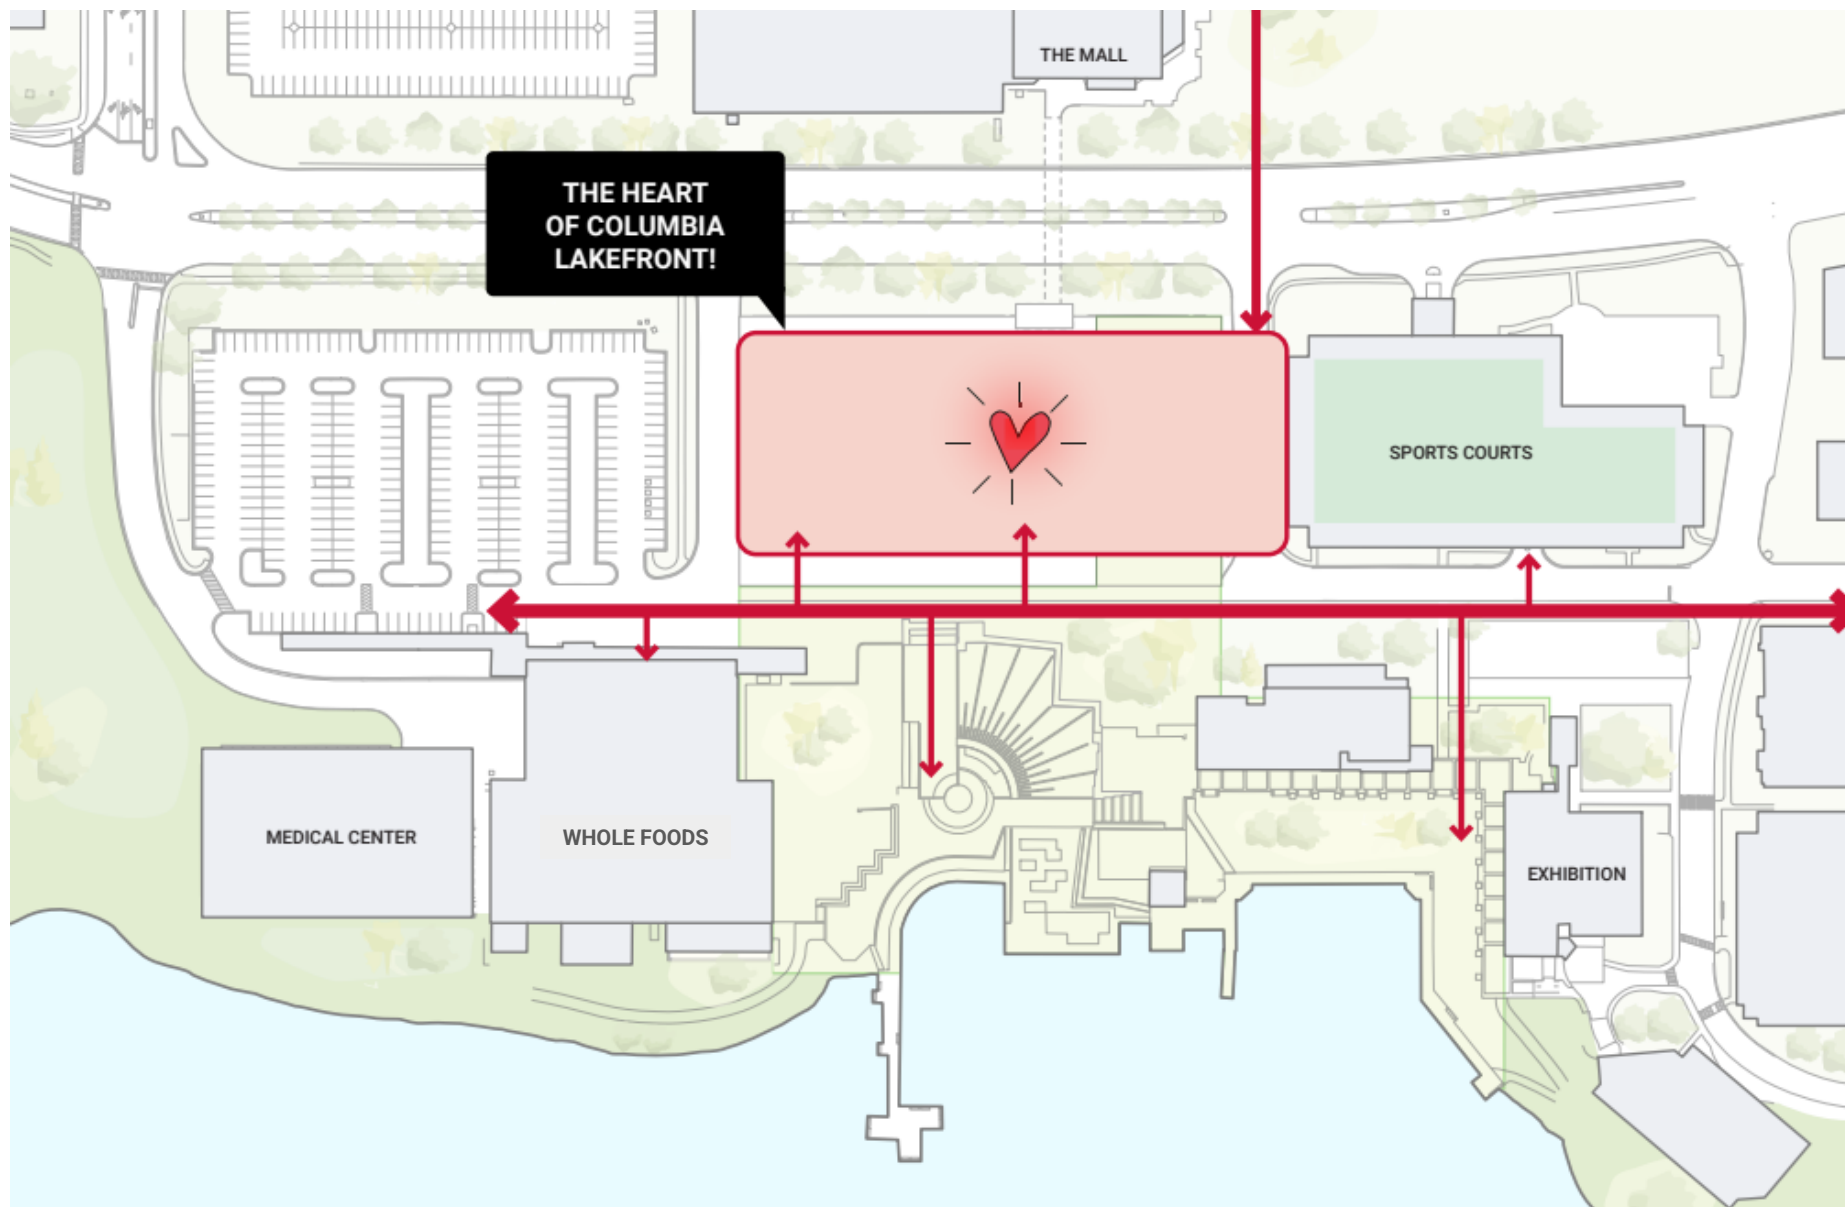 THE MALL
THE HEART
OF COLUMBIA
LAKEFRONT!
SPORTS COURTS
MEDICAL CENTER
WHOLE FOODS
EXHIBITION